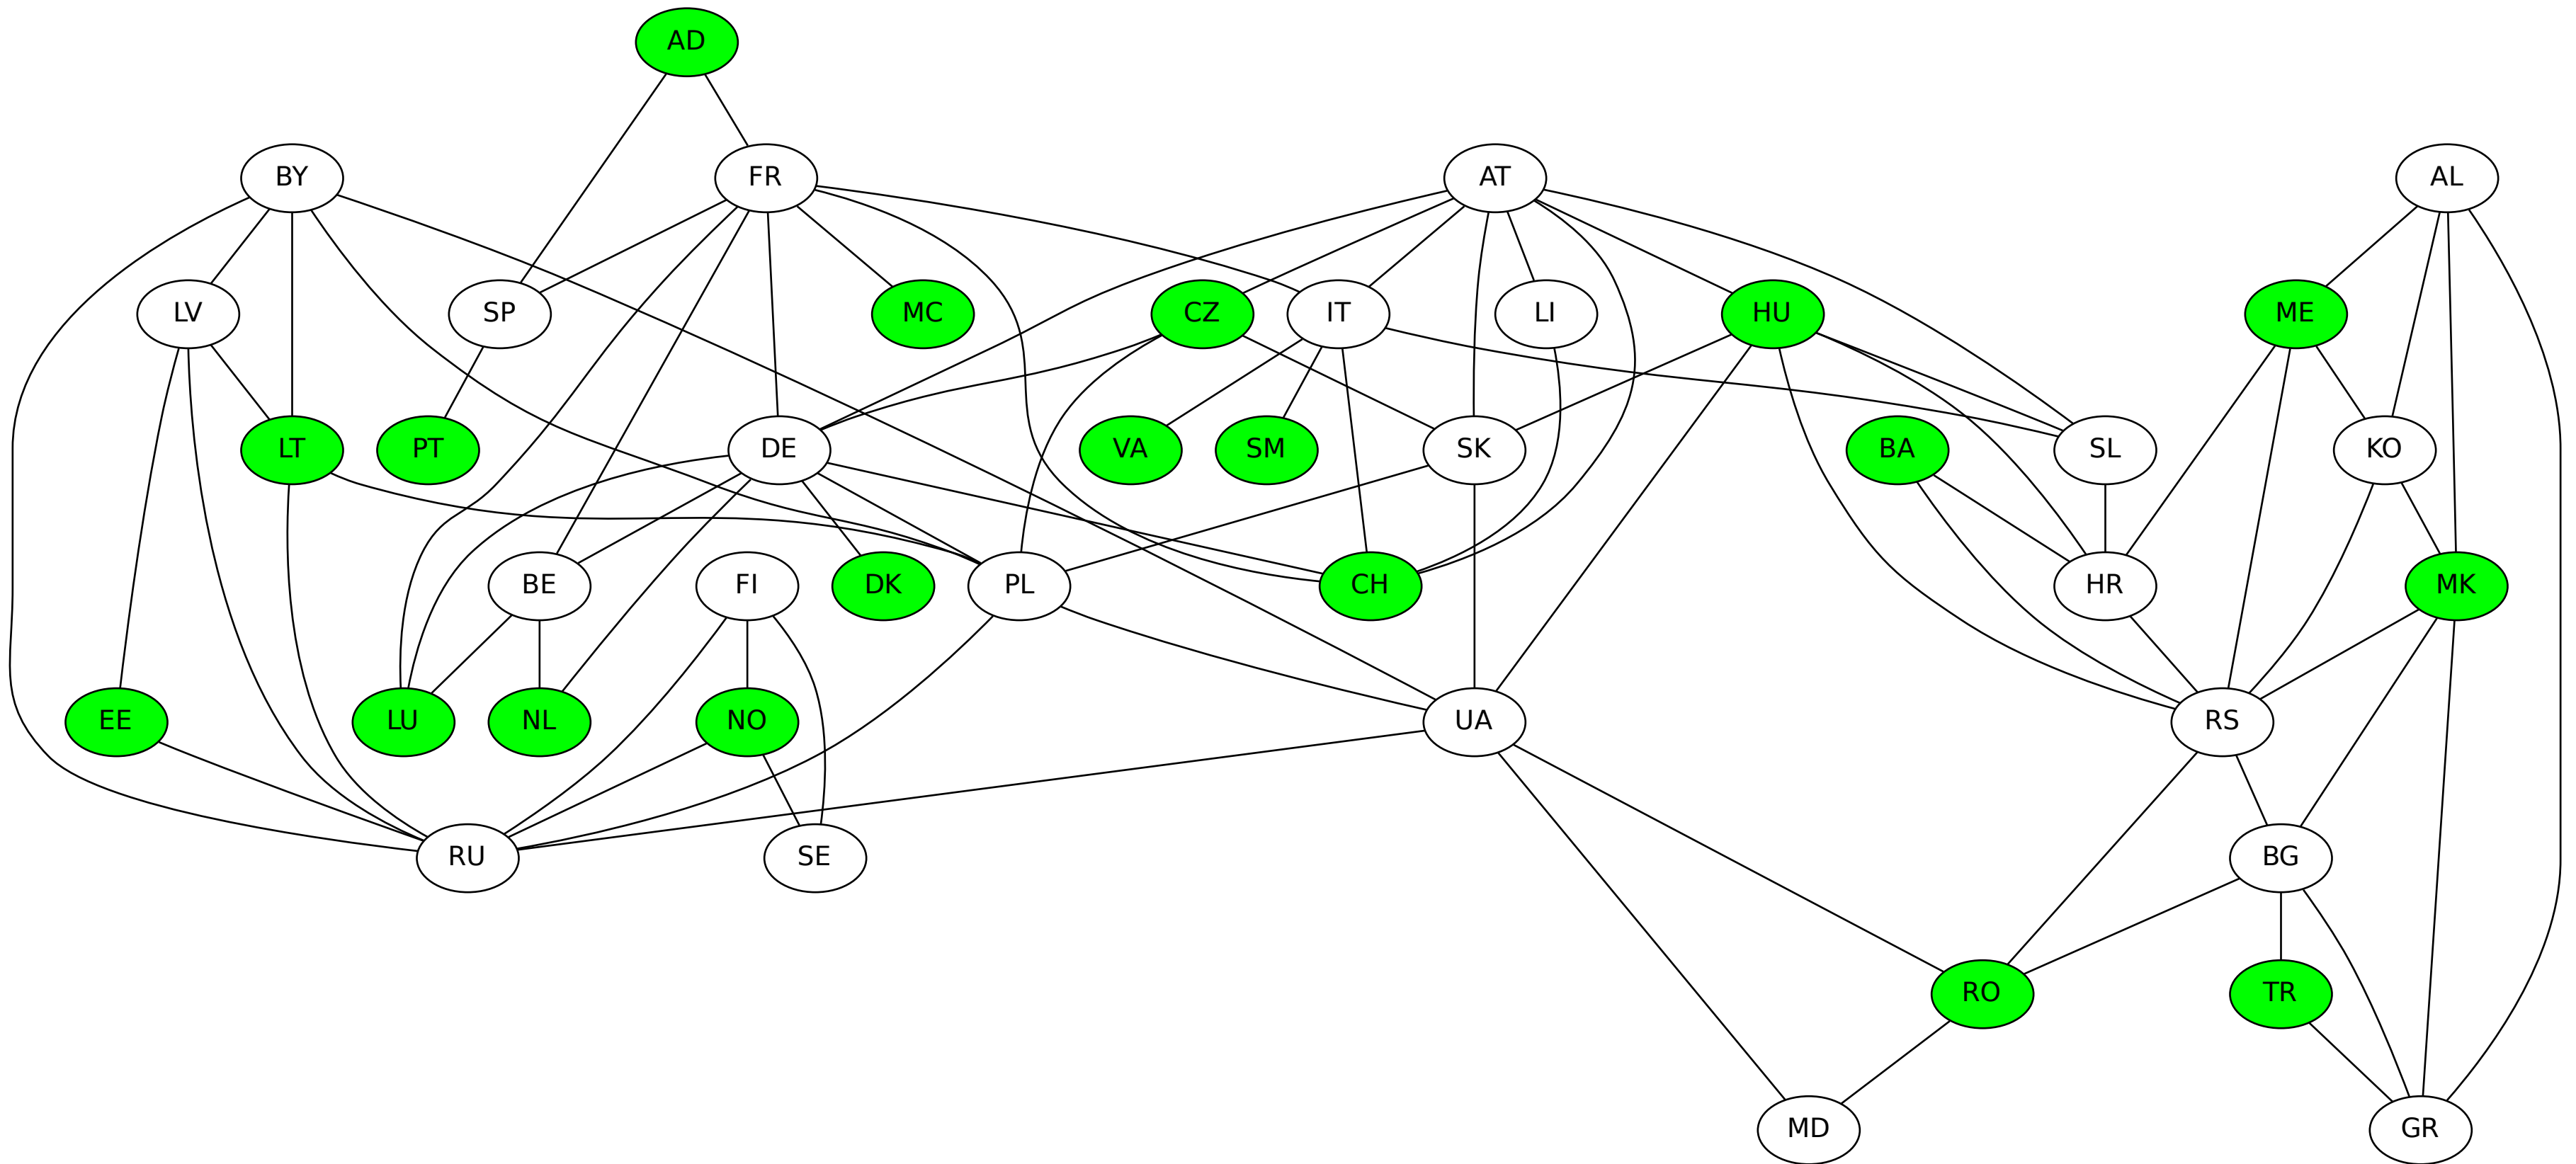 AD
BY
FR
AT
AL
LV
SP
MC
CZ
IT
LI
HU
ME
LT
PT
DE
VA
SM
SK
BA
SL
KO
BE
FI
DK
PL
CH
HR
MK
EE
LU
NL
NO
UA
RS
RU
SE
BG
RO
TR
MD
GR